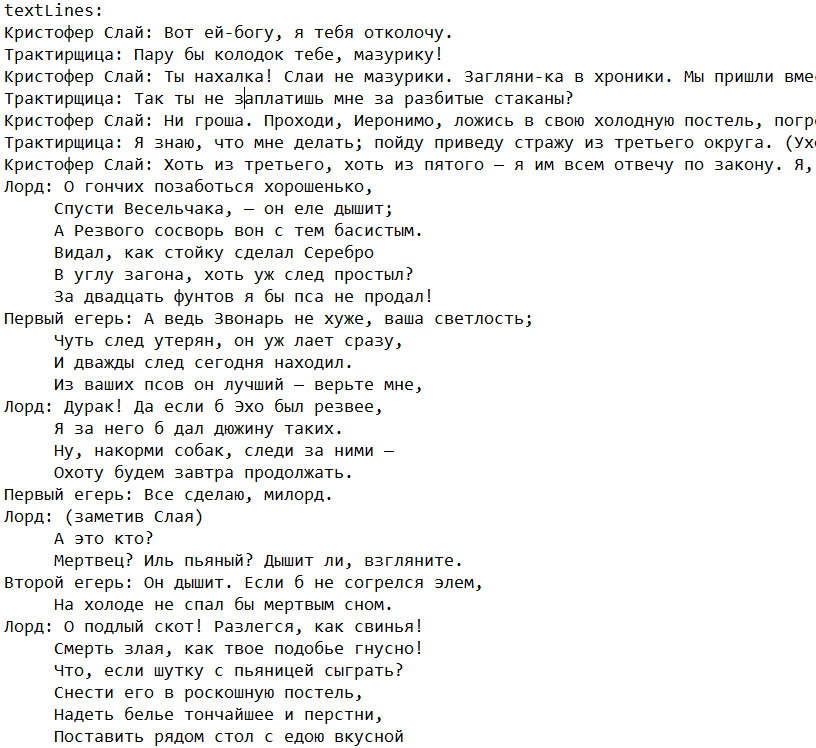 textLines:
Кристофер Слай: Вот ей-богу, я тебя отколочу.
Трактирщица: Пару бы колодок тебе, мазурику!
Кристофер Слай: Ты нахалка! Слаи не мазурики. Загляни-ка в хроники. Мы пришли
Трактирщица: Так ты не заплатишь мне за разбитые стаканы?
Кристофер Слай: Ни гроша. Проходи, Иеронимо, ложись в свою холодную постель,
Трактирщица: Я знаю, что мне делать; пойду приведу стражу из третьего округа.
Кристофер Слай: Хоть из третьего, хоть из пятого – я им всем отвечу по закону. Я,
Лорд: О гончих позаботься хорошенько,
Спусти Весельчака, – он еле дышит;
А Резвого сосворь вон с тем басистым.
Видал, как стойку сделал Серебро
В углу загона, хоть уж след простыл?
За двадцать фунтов я бы пса не продал!
Первый егерь: А ведь Звонарь не хуже, ваша светлость;
Чуть след утерян, он уж лает сразу,
И дважды след сегодня находил.
Из ваших псов он лучший – верьте мне,
Лорд: Дурак! Да если б Эхо был резвее,
Я за него б дал дюжину таких.
Ну, накорми собак, следи за ними –
Охоту будем завтра продолжать.
Первый егерь: Все сделаю, милорд.
Лорд: (заметив Слая)
А это кто?
Мертвец? Иль пьяный? Дышит ли, взгляните.
Второй егерь: Он дышит. Если б не согрелся элем,
На холоде не спал бы мертвым сном.
Лорд: О подлый скот! Разлегся, как свинья!
Смерть злая, как твое подобье гнусно!
Что, если шутку с пьяницей сыграть?
Снести его в роскошную постель,
Надеть белье тончайшее и перстни,
Поставить рядом стол с едою вкусной